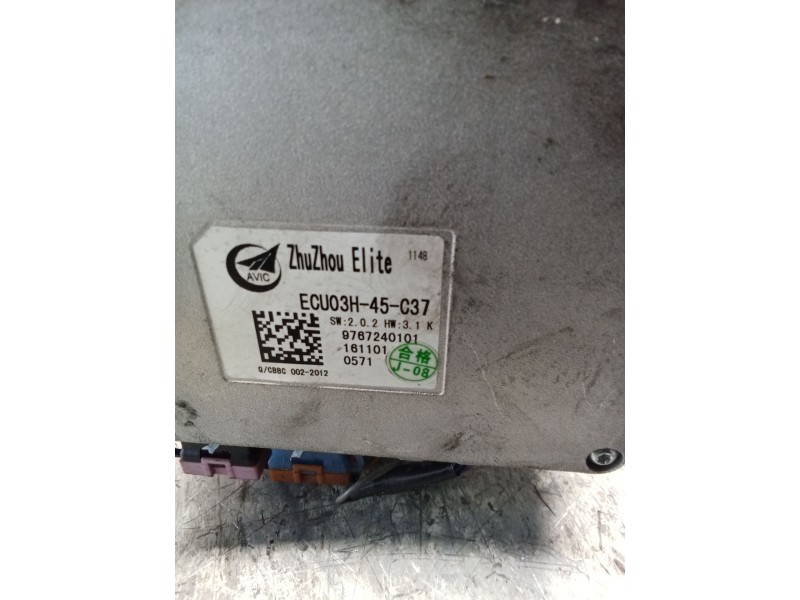 AVIC
ZhuZhou Elite 1148
ECU03H-45-C37
SW:2.0.2 HW:3.1 K
9767240101
161101
0571
合格
J-08
Q/CBBC 002-2012